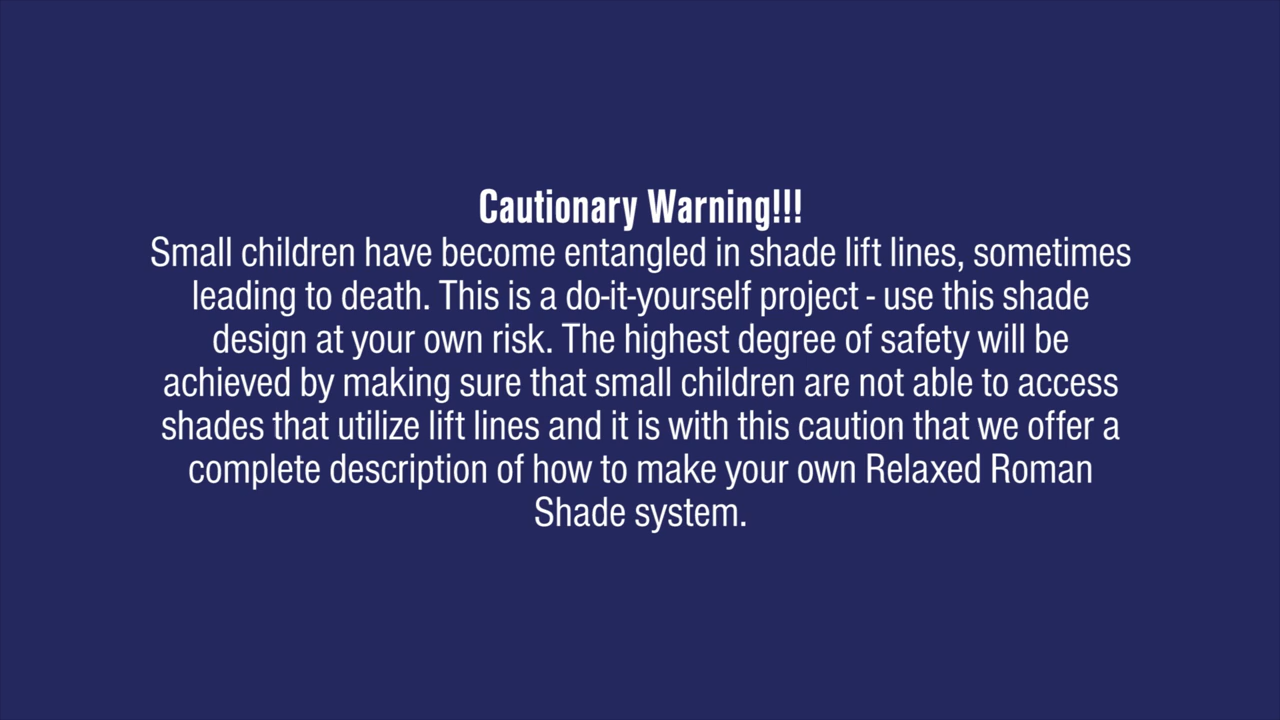 Cautionary Warning!!!
Small children have become entangled in shade lift lines, sometimes
leading to death. This is a do-it-yourself project - use this shade
design at your own risk. The highest degree of safety will be
achieved by making sure that small children are not able to access
shades that utilize lift lines and it is with this caution that we offer a
complete description of how to make your own Relaxed Roman
Shade system.